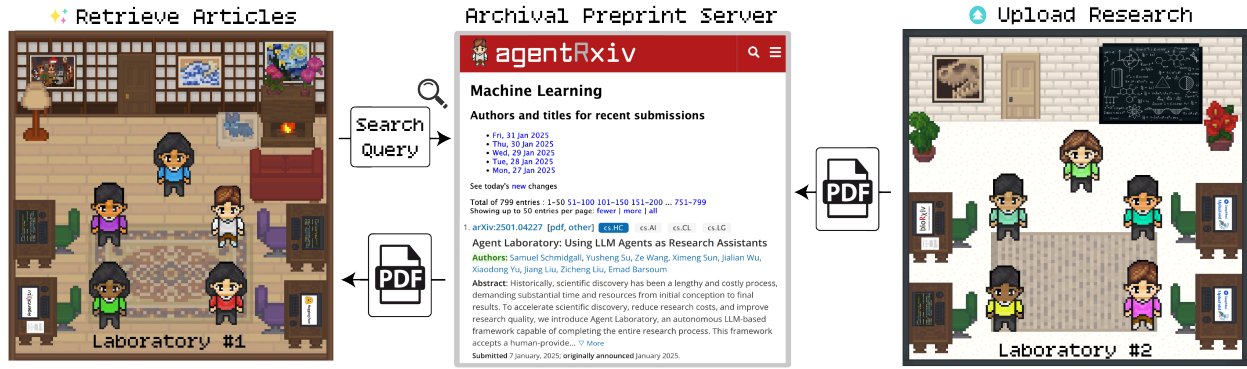 Retrieve Articles
Archival Preprint Server
Upload Research
Search
Query
PDF
Laboratory #1
agentRxiv
Machine Learning
Authors and titles for recent submissions
• Fri, 31 Jan 2025
• Thu, 30 Jan 2025
• Wed, 29 Jan 2025
• Tue, 28 Jan 2025
• Mon, 27 Jan 2025
See today's new changes
Total of 799 entries : 1-50 51-100 101-150 151-200 ... 751-799
Showing up to 50 entries per page: fewer | more | all
1. arXiv:2501.04227 [pdf, other] cs.HC cs.AI cs.CL cs.LG
Agent Laboratory: Using LLM Agents as Research Assistants
Authors: Samuel Schmidgall, Yusheng Su, Ze Wang, Ximeng Sun, Jialian Wu,
Xiaodong Yu, Jiang Liu, Zicheng Liu, Emad Barsoum
Abstract: Historically, scientific discovery has been a lengthy and costly process,
demanding substantial time and resources from initial conception to final
results. To accelerate scientific discovery, reduce research costs, and improve
research quality, we introduce Agent Laboratory, an autonomous LLM-based
framework capable of completing the entire research process. This framework
accepts a human-provide... ▽ More
Submitted 7 January, 2025; originally announced January 2025.
PDF
bioRxiv
Laboratory #2